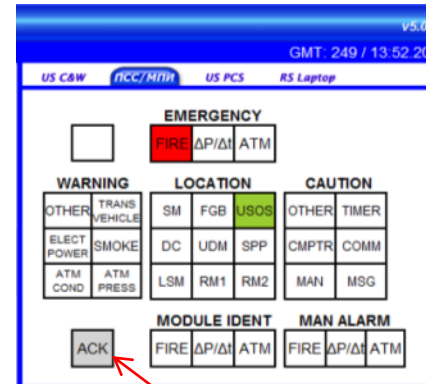 v5.0
GMT: 249 / 13:52.20
US C&W ПСС/МПИ US PCS RS Laptop
EMERGENCY
FIRE ΔP/Δt ATM
WARNING LOCATION CAUTION
OTHER TRANS VEHICLE SM FGB USOS OTHER TIMER
ELECT POWER SMOKE DC UDM SPP CMPTR COMM
ATM COND ATM PRESS LSM RM1 RM2 MAN MSG
MODULE IDENT MAN ALARM
ACK FIRE ΔP/Δt ATM FIRE ΔP/Δt ATM